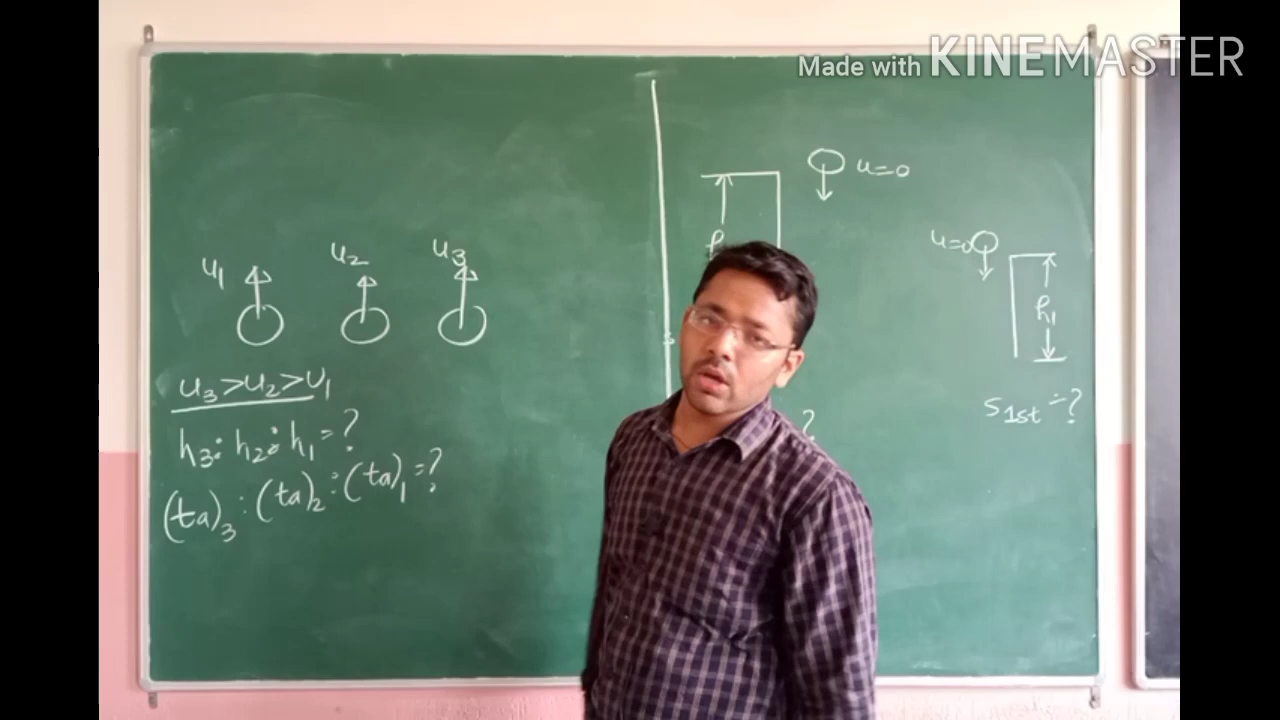 Made with KINEMASTER
u1 u2 u3
u3 > u2 > u1
h3 : h2 : h1 = ?
(ta)3 : (ta)2 : (ta)1 = ?
u=0
u=0
h1
?
S1st = ?